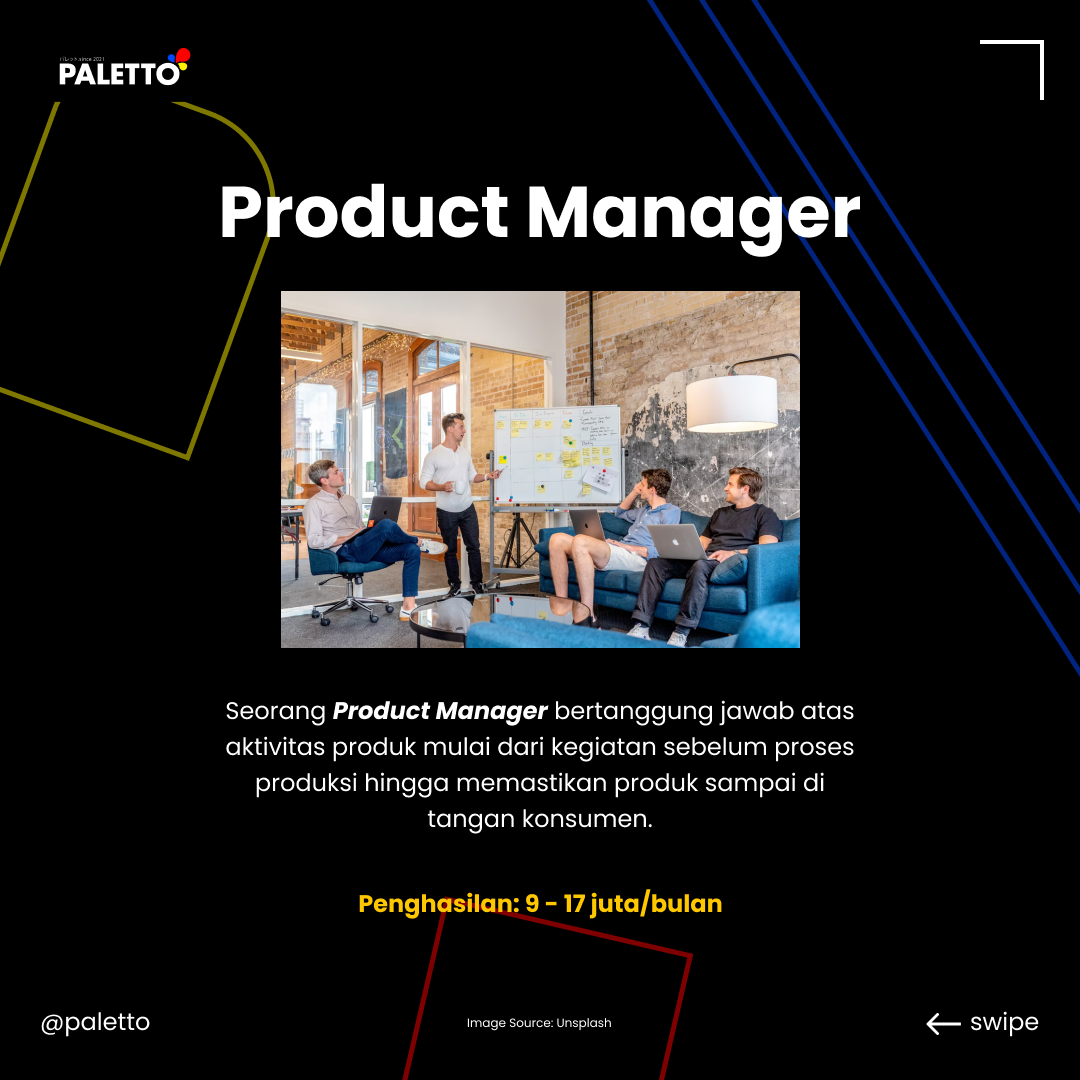 パレット.since 2021
PALETTO
Product Manager
Seorang Product Manager bertanggung jawab atas
aktivitas produk mulai dari kegiatan sebelum proses
produksi hingga memastikan produk sampai di
tangan konsumen.
Penghasilan: 9 - 17 juta/bulan
@paletto
Image Source: Unsplash
swipe